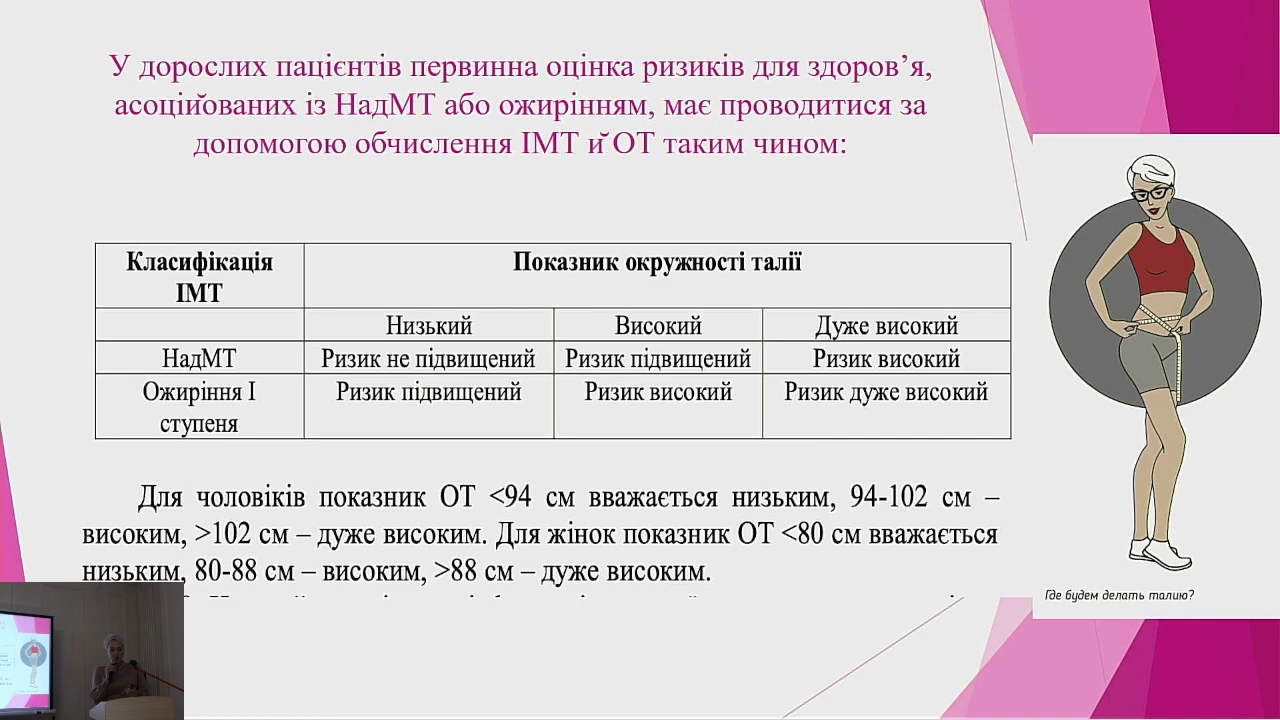 У дорослих пацієнтів первинна оцінка ризиків для здоров’я,
асоційованих із НадМТ або ожирінням, має проводитися за
допомогою обчислення ІМТ й ОТ таким чином:
Класифікація
ІМТ
Показник окружності талії
Низький Високий Дуже високий
НадМТ Ризик не підвищений Ризик підвищений Ризик високий
Ожиріння І
ступеня
Ризик підвищений Ризик високий Ризик дуже високий
Для чоловіків показник ОТ <94 см вважається низьким, 94-102 см –
високим, >102 см – дуже високим. Для жінок показник ОТ <80 см вважається
низьким, 80-88 см – високим, >88 см – дуже високим.
Где будем делать талию?